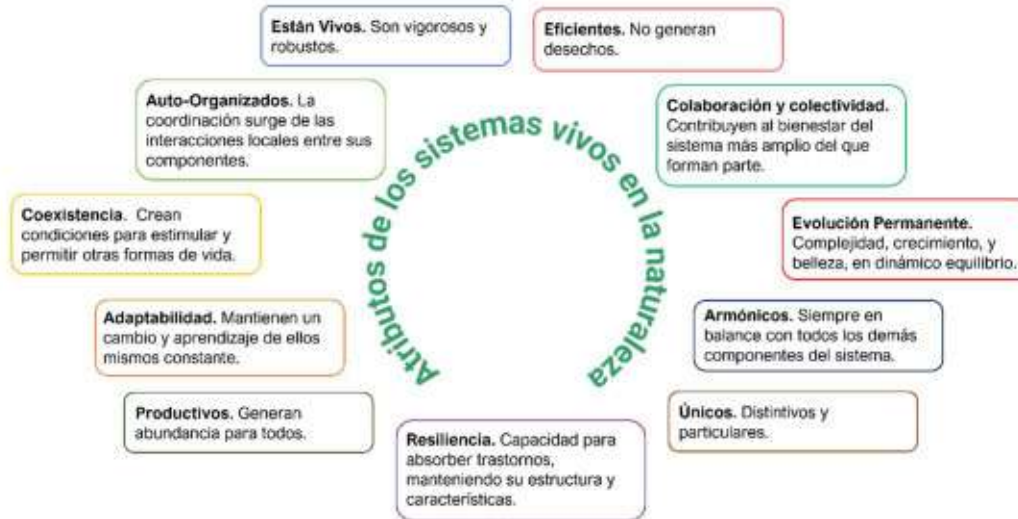 Están Vivos. Son vigorosos y
robustos.
Eficientes. No generan
desechos.
Auto-Organizados. La
coordinación surge de las
interacciones locales entre sus
componentes.
Colaboración y colectividad.
Contribuyen al bienestar del
sistema más amplio del que
forman parte.
Atributos de los sistemas vivos en la naturaleza
Coexistencia. Crean
condiciones para estimular y
permitir otras formas de vida.
Evolución Permanente.
Complejidad, crecimiento, y
belleza, en dinámico equilibrio.
Adaptabilidad. Mantienen un
cambio y aprendizaje de ellos
mismos constante.
Armónicos. Siempre en
balance con todos los demás
componentes del sistema.
Productivos. Generan
abundancia para todos.
Resiliencia. Capacidad para
absorber trastornos,
manteniendo su estructura y
características.
Únicos. Distintivos y
particulares.